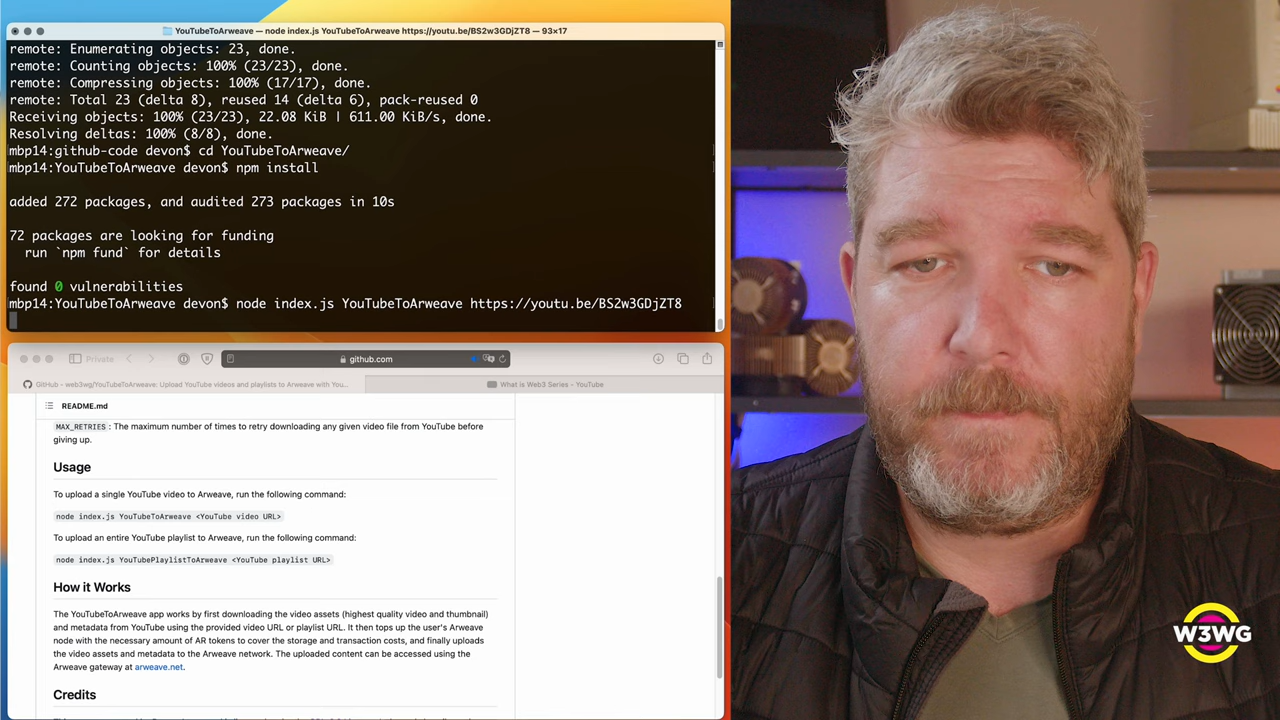 YouTubeToArweave — node index.js YouTubeToArweave https://youtu.be/BS2w3GDjZT8 — 93×17
remote: Enumerating objects: 23, done.
remote: Counting objects: 100% (23/23), done.
remote: Compressing objects: 100% (17/17), done.
remote: Total 23 (delta 8), reused 14 (delta 6), pack-reused 0
Receiving objects: 100% (23/23), 22.08 KiB | 611.00 KiB/s, done.
Resolving deltas: 100% (8/8), done.
mbp14:github-code devon$ cd YouTubeToArweave/
mbp14:YouTubeToArweave devon$ npm install
added 272 packages, and audited 273 packages in 10s
72 packages are looking for funding
run `npm fund` for details
found 0 vulnerabilities
mbp14:YouTubeToArweave devon$ node index.js YouTubeToArweave https://youtu.be/BS2w3GDjZT8
Private
github.com
GitHub - web3wg/YouTubeToArweave: Upload YouTube videos and playlists to Arweave with You...
What is Web3 Series - YouTube
README.md
MAX_RETRIES : The maximum number of times to retry downloading any given video file from YouTube before
giving up.
Usage
To upload a single YouTube video to Arweave, run the following command:
node index.js YouTubeToArweave <YouTube video URL>
To upload an entire YouTube playlist to Arweave, run the following command:
node index.js YouTubePlaylistToArweave <YouTube playlist URL>
How it Works
The YouTubeToArweave app works by first downloading the video assets (highest quality video and thumbnail)
and metadata from YouTube using the provided video URL or playlist URL. It then tops up the user's Arweave
node with the necessary amount of AR tokens to cover the storage and transaction costs, and finally uploads
the video assets and metadata to the Arweave network. The uploaded content can be accessed using the
Arweave gateway at arweave.net.
Credits
W3WG